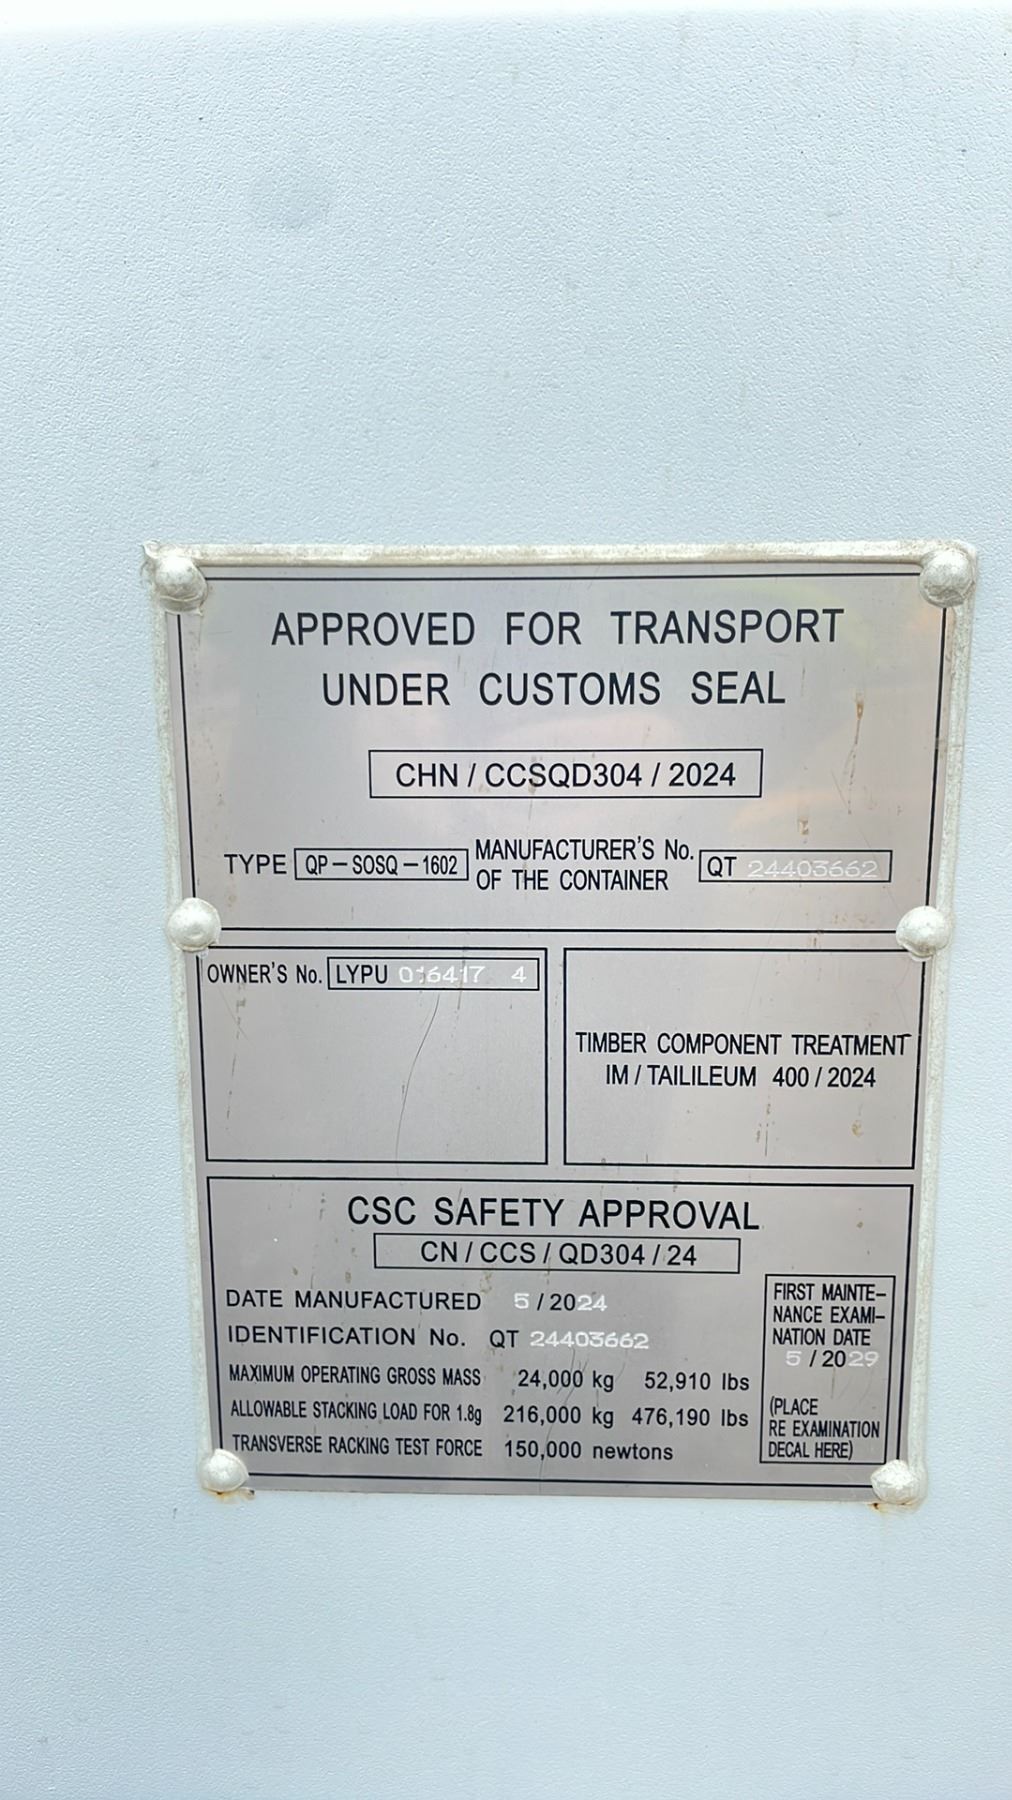 APPROVED FOR TRANSPORT
UNDER CUSTOMS SEAL
CHN / CCSQD304 / 2024
TYPE QP-SOSQ-1602 MANUFACTURER'S No. OF THE CONTAINER QT 24403662
OWNER'S No. LYPU 016417 4
TIMBER COMPONENT TREATMENT
IM / TAILILEUM 400 / 2024
CSC SAFETY APPROVAL
CN / CCS / QD304 / 24
DATE MANUFACTURED 5 / 2024
IDENTIFICATION No. QT 24403662
MAXIMUM OPERATING GROSS MASS 24,000 kg 52,910 lbs
ALLOWABLE STACKING LOAD FOR 1.8g 216,000 kg 476,190 lbs
TRANSVERSE RACKING TEST FORCE 150,000 newtons
FIRST MAINTE-
NANCE EXAMI-
NATION DATE
5 / 2029
(PLACE
RE EXAMINATION
DECAL HERE)